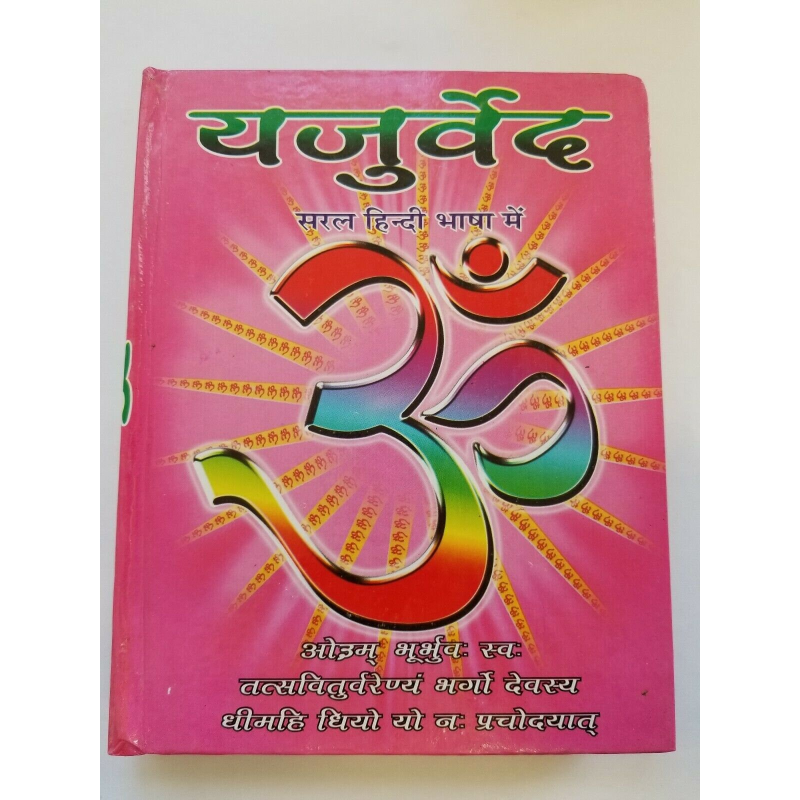 यजुर्वेद
सरल हिन्दी भाषा में
ॐ
ओ३म् भूर्भुवः स्वः
तत्सवितुर्वरेण्यं भर्गो देवस्य
धीमहि धियो यो नः प्रचोदयात्